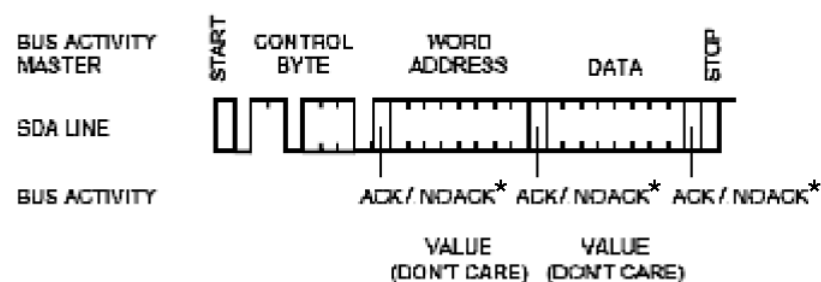 BUS ACTIVITY
MASTER
START
CONTROL
BYTE
WORD
ADDRESS
DATA
STOP
SDA LINE
BUS ACTIVITY
ACK/NOACK* ACK/NOACK* ACK/NOACK*
VALUE
(DON'T CARE)
VALUE
(DON'T CARE)